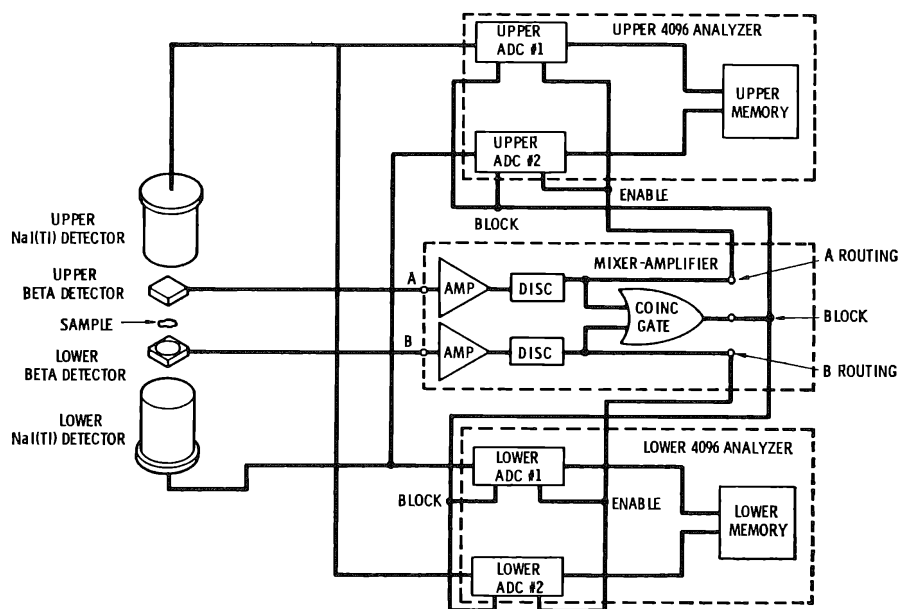 UPPER
ADC #1
UPPER 4096 ANALYZER
UPPER
MEMORY
UPPER
ADC #2
ENABLE
BLOCK
UPPER
NaI(Tl) DETECTOR
UPPER
BETA DETECTOR
SAMPLE
LOWER
BETA DETECTOR
LOWER
NaI(Tl) DETECTOR
MIXER-AMPLIFIER
A
AMP
DISC
COINC
GATE
B
AMP
DISC
A ROUTING
BLOCK
B ROUTING
LOWER 4096 ANALYZER
LOWER
ADC #1
BLOCK
ENABLE
LOWER
MEMORY
LOWER
ADC #2